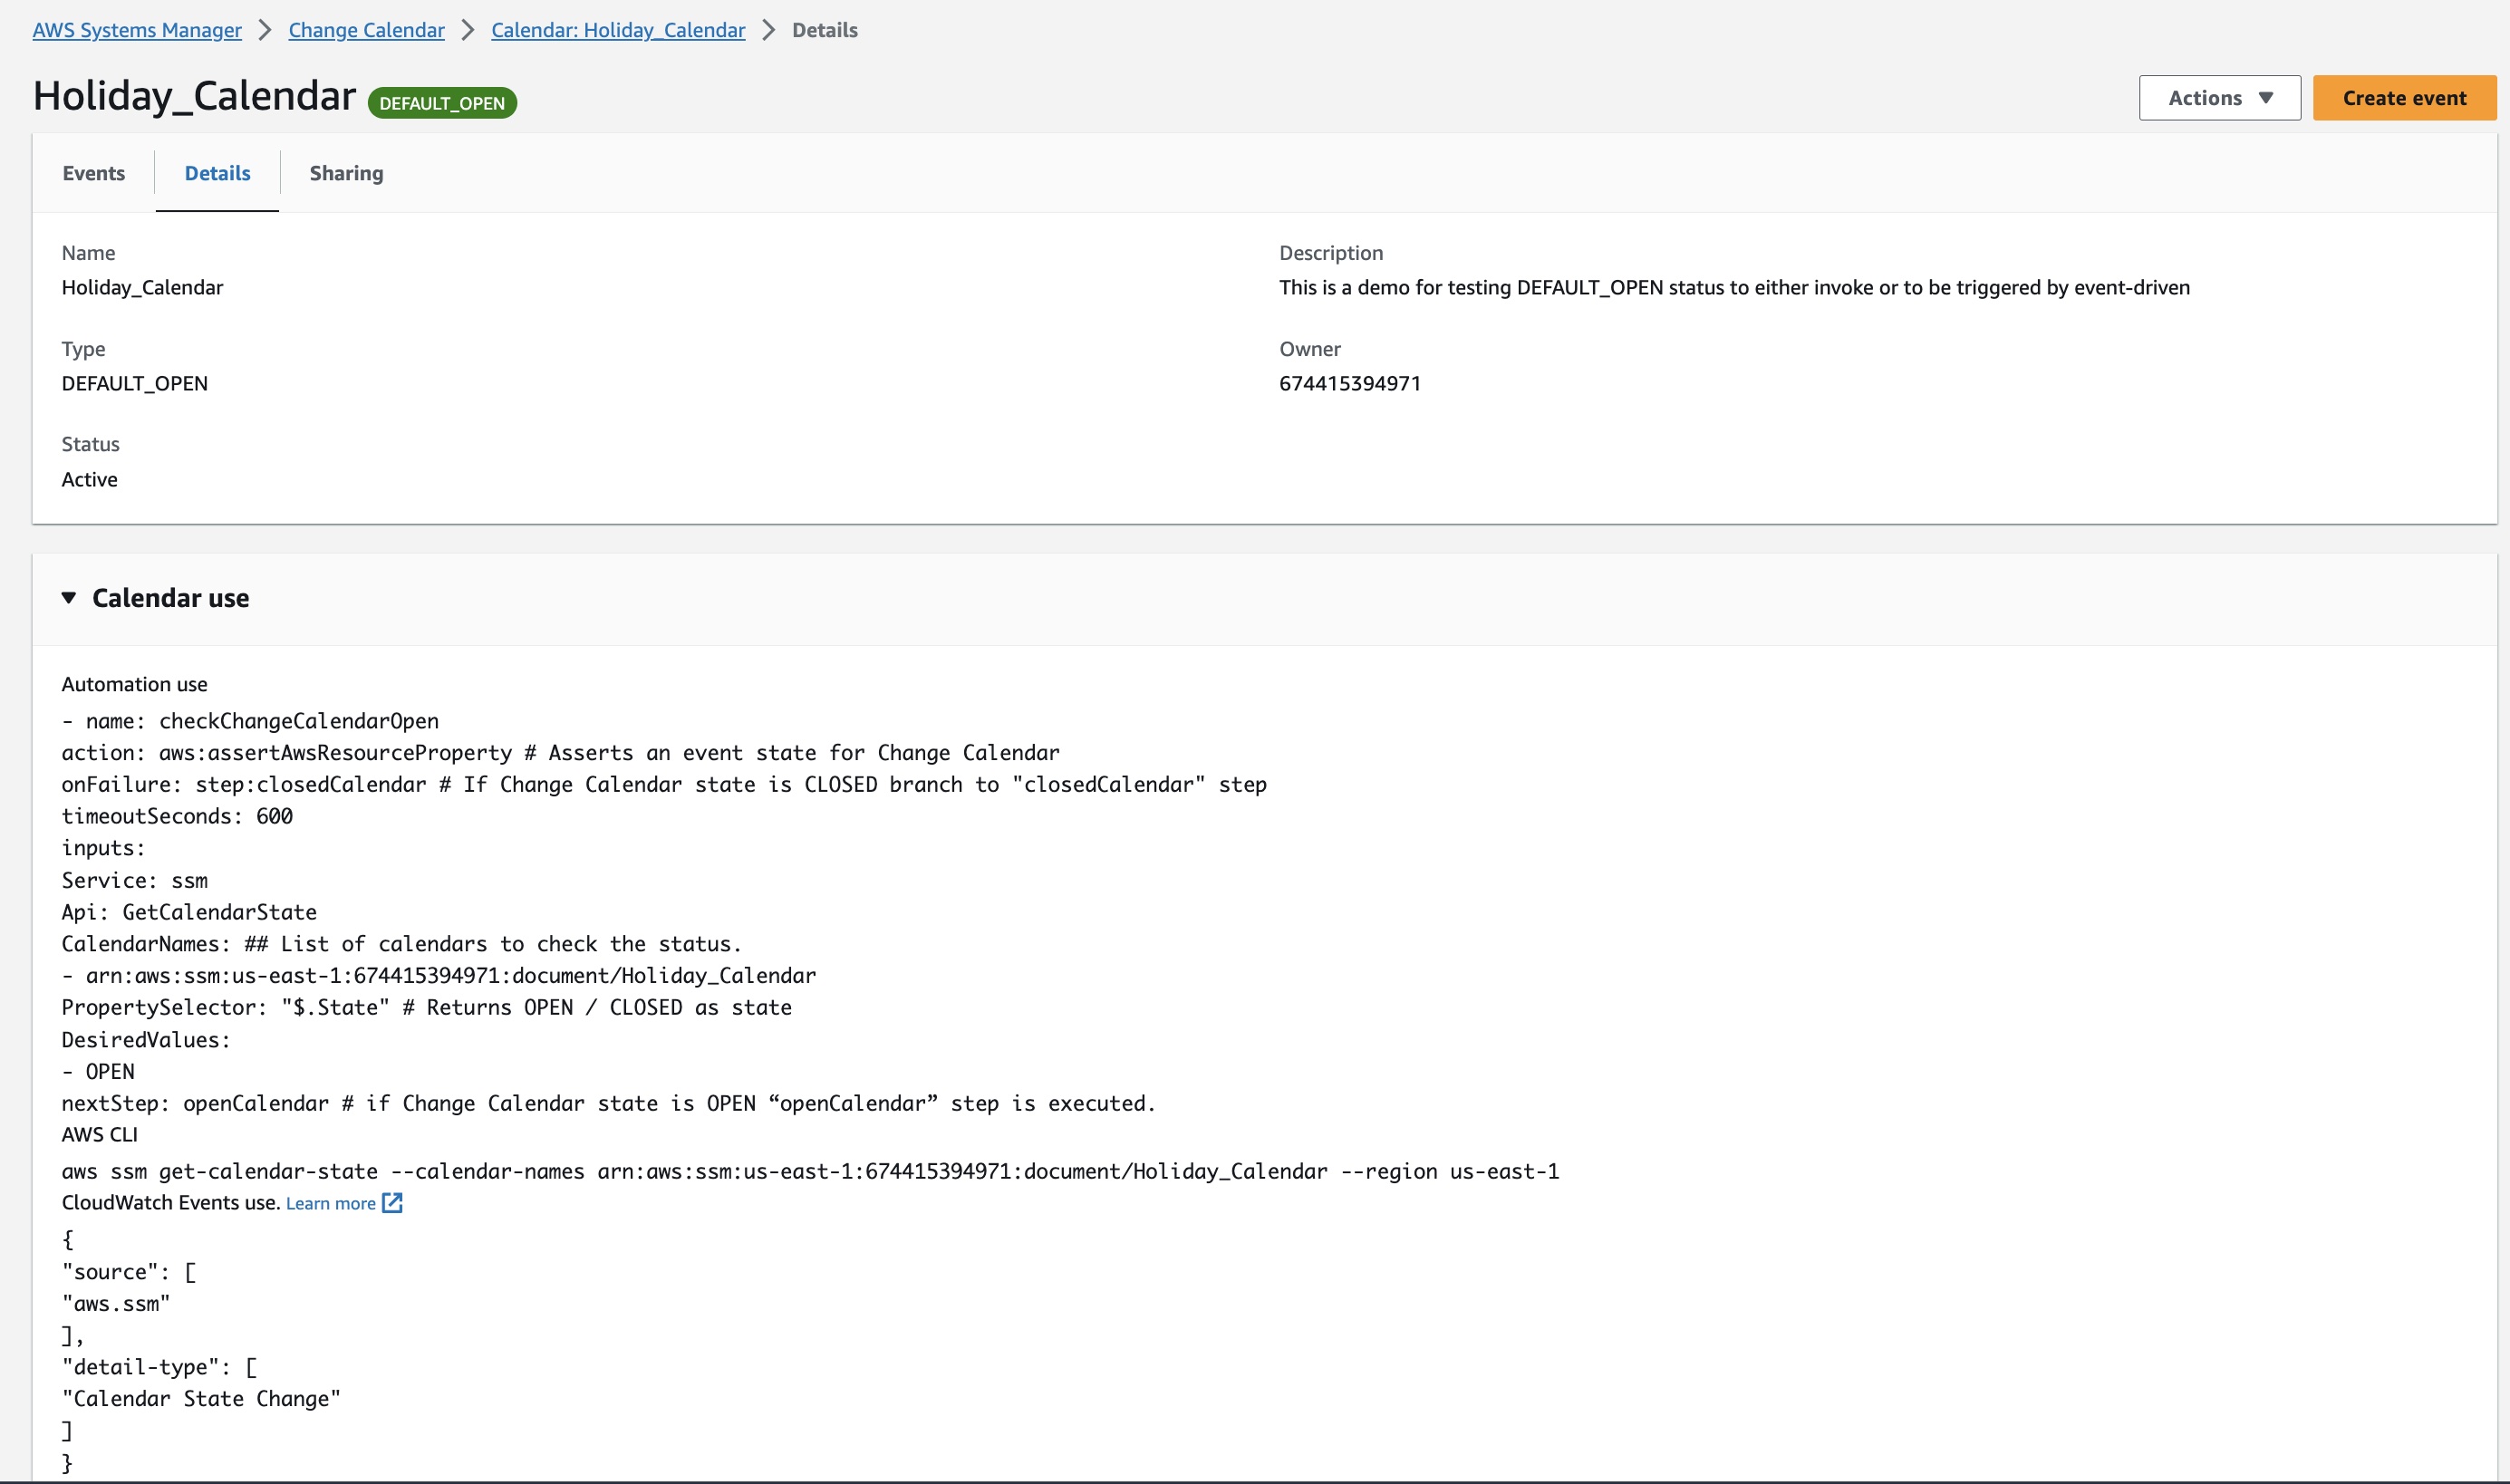 AWS Systems Manager > Change Calendar > Calendar: Holiday_Calendar > Details
Holiday_Calendar DEFAULT_OPEN
Actions ▼ Create event
Events Details Sharing
Name
Holiday_Calendar
Description
This is a demo for testing DEFAULT_OPEN status to either invoke or to be triggered by event-driven
Type
DEFAULT_OPEN
Owner
674415394971
Status
Active
▼ Calendar use
Automation use
- name: checkChangeCalendarOpen
action: aws:assertAwsResourceProperty # Asserts an event state for Change Calendar
onFailure: step:closedCalendar # If Change Calendar state is CLOSED branch to "closedCalendar" step
timeoutSeconds: 600
inputs:
Service: ssm
Api: GetCalendarState
CalendarNames: ## List of calendars to check the status.
- arn:aws:ssm:us-east-1:674415394971:document/Holiday_Calendar
PropertySelector: "$.State" # Returns OPEN / CLOSED as state
DesiredValues:
- OPEN
nextStep: openCalendar # if Change Calendar state is OPEN “openCalendar” step is executed.
AWS CLI
aws ssm get-calendar-state --calendar-names arn:aws:ssm:us-east-1:674415394971:document/Holiday_Calendar --region us-east-1
CloudWatch Events use. Learn more
{
"source": [
"aws.ssm"
],
"detail-type": [
"Calendar State Change"
]
}